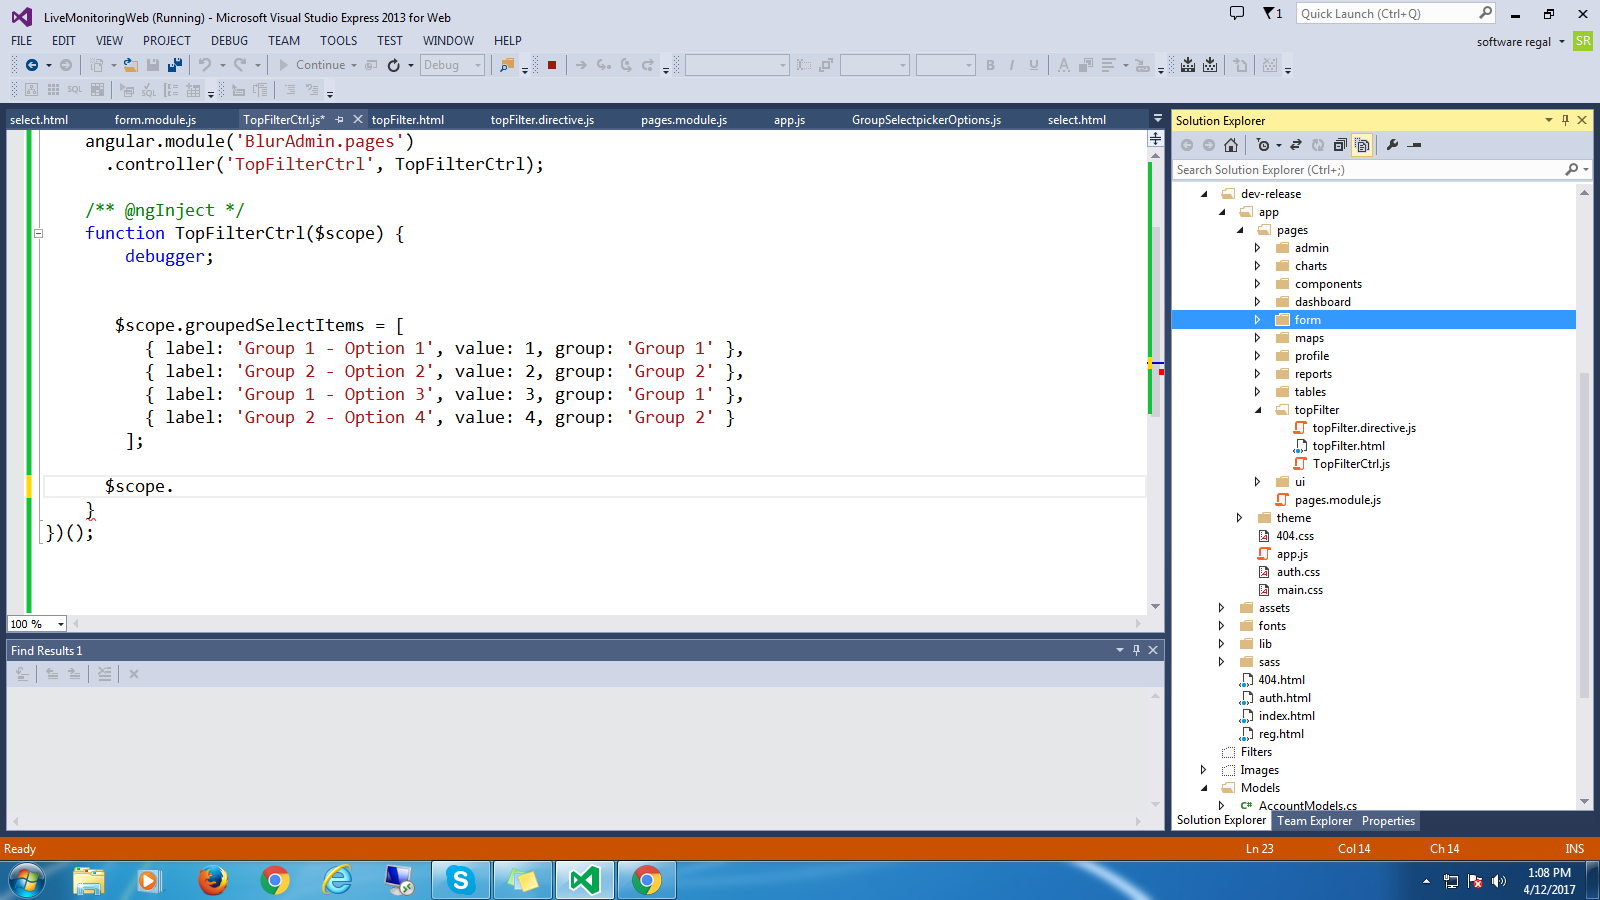 LiveMonitoringWeb (Running) - Microsoft Visual Studio Express 2013 for Web
1
Quick Launch (Ctrl+Q)
FILE EDIT VIEW PROJECT DEBUG TEAM TOOLS TEST WINDOW HELP
software regal
SR
Continue
Debug
select.html form.module.js TopFilterCtrl.js* topFilter.html topFilter.directive.js pages.module.js app.js GroupSelectpickerOptions.js select.html
angular.module('BlurAdmin.pages')
.controller('TopFilterCtrl', TopFilterCtrl);
/** @ngInject */
function TopFilterCtrl($scope) {
debugger;
$scope.groupedSelectItems = [
{ label: 'Group 1 - Option 1', value: 1, group: 'Group 1' },
{ label: 'Group 2 - Option 2', value: 2, group: 'Group 2' },
{ label: 'Group 1 - Option 3', value: 3, group: 'Group 1' },
{ label: 'Group 2 - Option 4', value: 4, group: 'Group 2' }
];
$scope.
}
})();
100 %
Find Results 1
Solution Explorer
Search Solution Explorer (Ctrl+;)
dev-release
app
pages
admin
charts
components
dashboard
form
maps
profile
reports
tables
topFilter
topFilter.directive.js
topFilter.html
TopFilterCtrl.js
ui
pages.module.js
theme
404.css
app.js
auth.css
main.css
assets
fonts
lib
sass
404.html
auth.html
index.html
reg.html
Filters
Images
Models
C# AccountModels.cs
Solution Explorer Team Explorer Properties
Ready
Ln 23 Col 14 Ch 14 INS
1:08 PM
4/12/2017